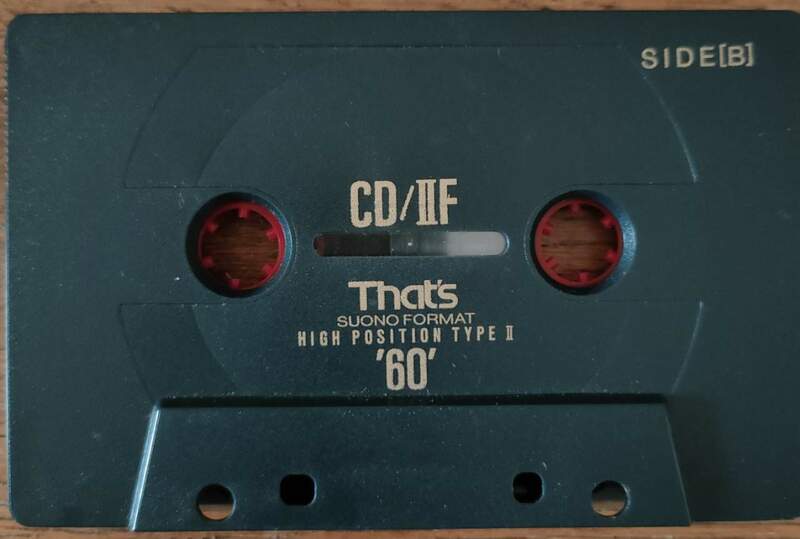 SIDE[B]
CD/ⅡF
That's
SUONO FORMAT
HIGH POSITION TYPE Ⅱ
'60'